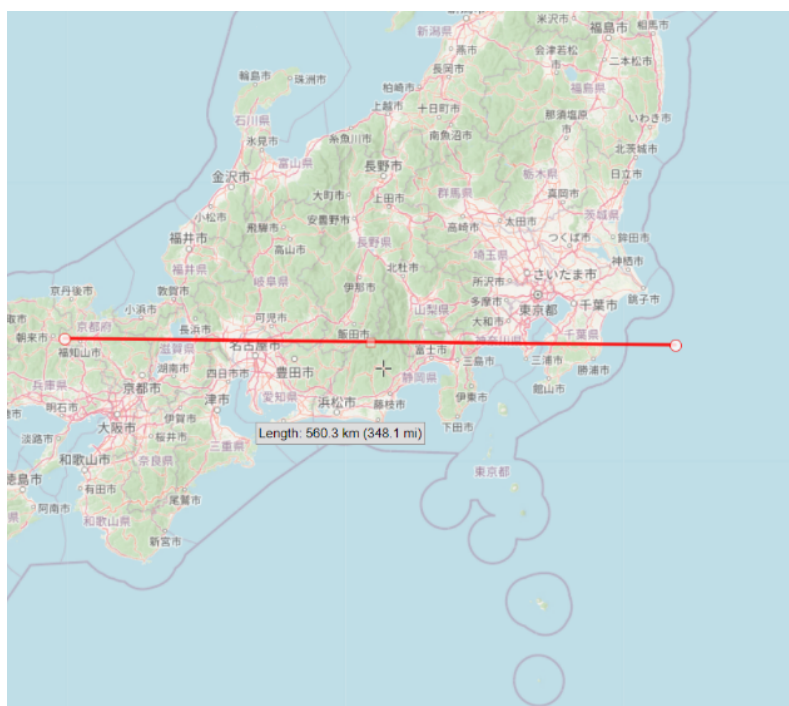 新潟県
米沢市
相馬市
福島市
燕市
会津若松市
二本松市
長岡市
輪島市
珠洲市
柏崎市
福島県
上越市
十日町市
那須塩原市
いわき市
石川県
氷見市
糸魚川市
南魚沼市
北茨城市
富山県
長野市
栃木県
日立市
金沢市
大町市
上田市
群馬県
真岡市
小松市
飛騨市
安曇野市
高崎市
太田市
茨城県
福井市
高山市
長野県
つくば市
鉾田市
埼玉県
神栖市
福井県
岐阜県
北杜市
所沢市
さいたま市
京丹後市
敦賀市
伊那市
多摩市
銚子市
小浜市
山梨県
東京都
千葉市
京都府
長浜市
可児市
大和市
朝来市
飯田市
神奈川県
千葉県
福知山市
滋賀県
名古屋市
富士市
三島市
三浦市
勝浦市
湖南市
四日市市
豊田市
静岡県
館山市
兵庫県
京都市
愛知県
伊東市
明石市
津市
浜松市
藤枝市
伊賀市
下田市
大阪市
Length: 560.3 km (348.1 mi)
淡路市
桜井市
三重県
和歌山市
奈良県
東京都
徳島市
有田市
尾鷲市
阿南市
和歌山県
新宮市